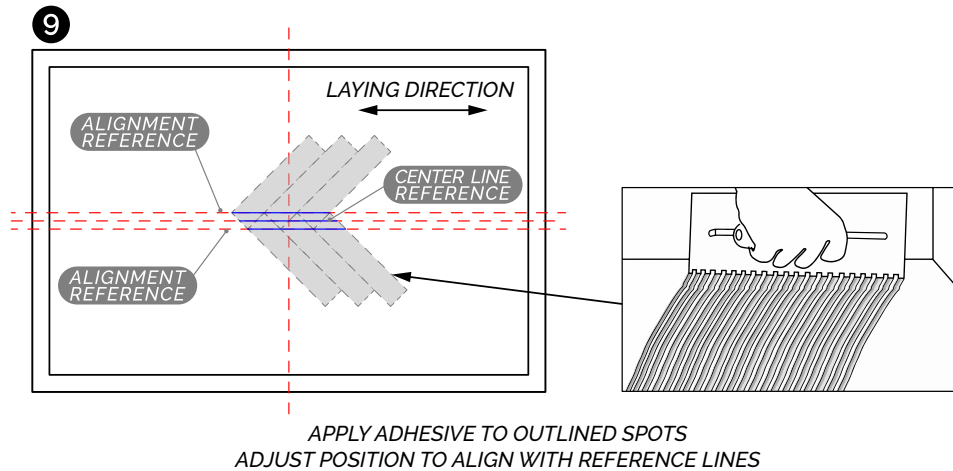 9
LAYING DIRECTION
ALIGNMENT
REFERENCE
CENTER LINE
REFERENCE
ALIGNMENT
REFERENCE
APPLY ADHESIVE TO OUTLINED SPOTS
ADJUST POSITION TO ALIGN WITH REFERENCE LINES